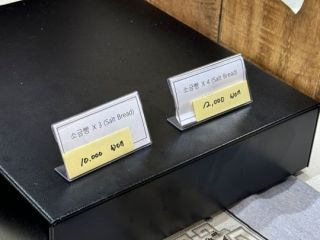 소금빵 X 3 (Salt Bread)
10,000 won
소금빵 X 4 (Salt Bread)
12,000 won